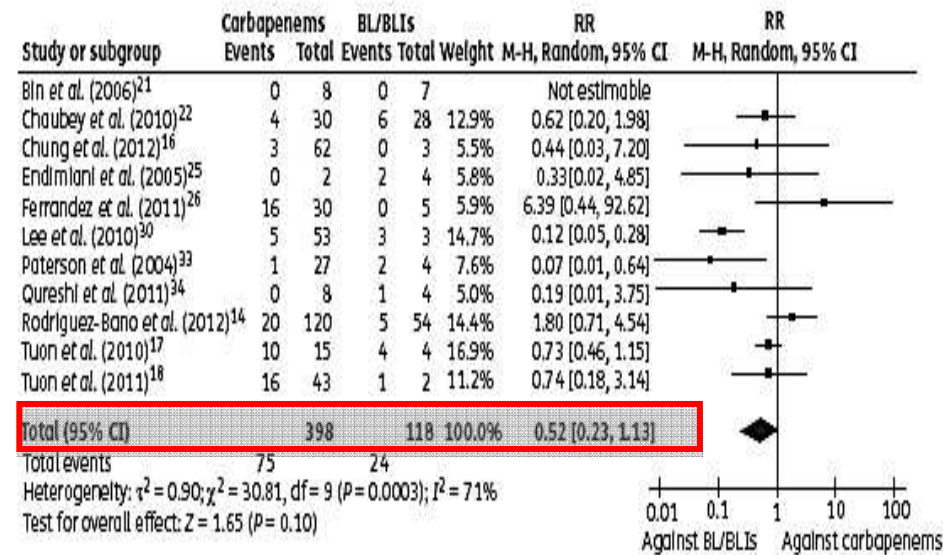 Carbapenems BL/BLIs RR RR
Study or subgroup Events Total Events Total Weight M-H, Random, 95% CI M-H, Random, 95% CI
Bin et al. (2006)21 0 8 0 7 Not estimable
Chaubey et al. (2010)22 4 30 6 28 12.9% 0.62 [0.20, 1.98]
Chung et al. (2012)16 3 62 0 3 5.5% 0.44 [0.03, 7.20]
Endimiani et al. (2005)25 0 2 2 4 5.8% 0.33[0.02, 4.85]
Ferrandez et al. (2011)26 16 30 0 5 5.9% 6.39 [0.44, 92.62]
Lee et al. (2010)30 5 53 3 3 14.7% 0.12 [0.05, 0.28]
Paterson et al. (2004)33 1 27 2 4 7.6% 0.07 [0.01, 0.64]
Qureshi et al. (2011)34 0 8 1 4 5.0% 0.19 [0.01, 3.75]
Rodriguez-Bano et al. (2012)14 20 120 5 54 14.4% 1.80 [0.71, 4.54]
Tuon et al. (2010)17 10 15 4 4 16.9% 0.73 [0.46, 1.15]
Tuon et al. (2011)18 16 43 1 2 11.2% 0.74 [0.18, 3.14]
Total (95% CI) 398 118 100.0% 0.52 [0.23, 1.13]
Total events 75 24
Heterogeneity: τ2 = 0.90; χ2 = 30.81, df = 9 (P = 0.0003); I2 = 71%
Test for overall effect: Z = 1.65 (P = 0.10)
0.01 0.1 1 10 100
Against BL/BLIs Against carbapenems